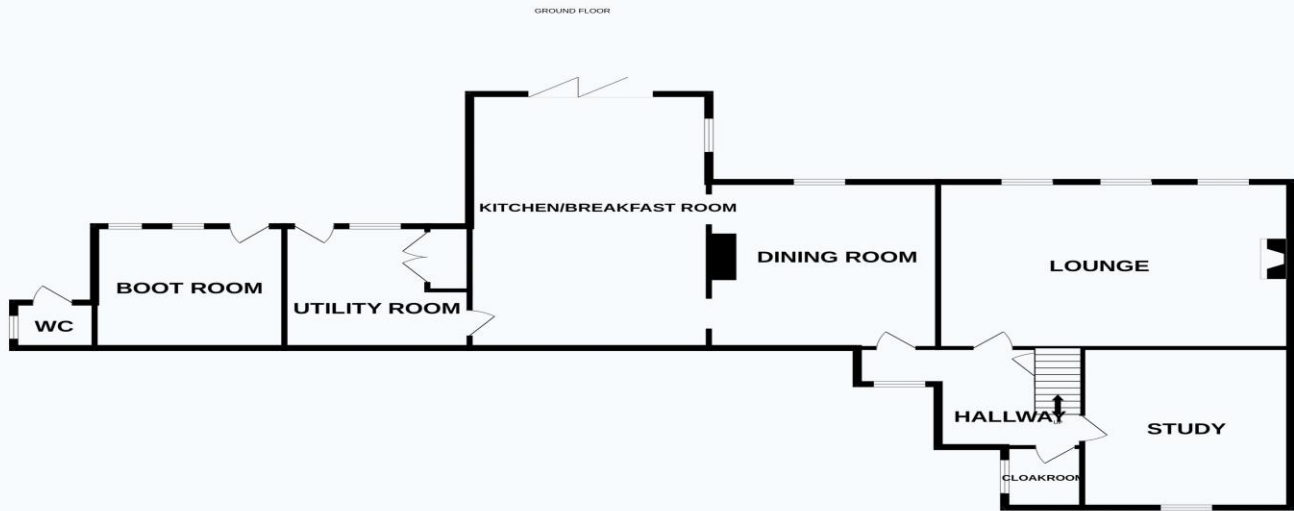 GROUND FLOOR
KITCHEN/BREAKFAST ROOM
DINING ROOM
LOUNGE
BOOT ROOM
UTILITY ROOM
WC
HALLWAY
STUDY
CLOAKROOM